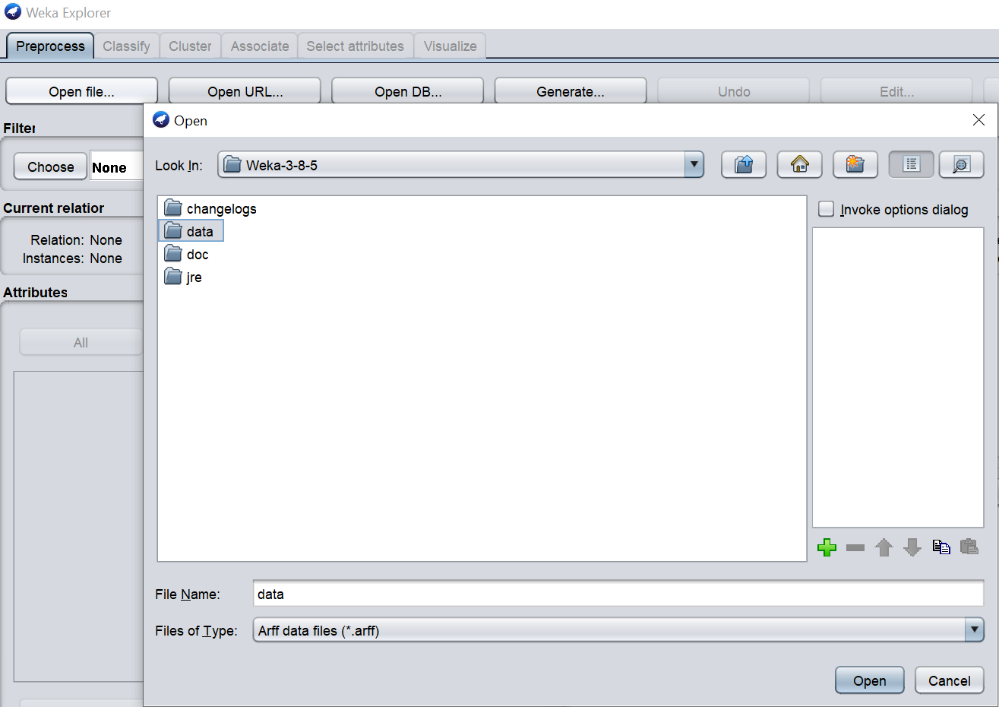 Weka Explorer
Preprocess Classify Cluster Associate Select attributes Visualize
Open file... Open URL... Open DB... Generate... Undo Edit...
Open
Filter
Choose None
Look In: Weka-3-8-5
changelogs
Invoke options dialog
Current relatior
data
Relation: None
doc
Instances: None
jre
Attributes
All
File Name: data
Files of Type: Arff data files (*.arff)
Open Cancel